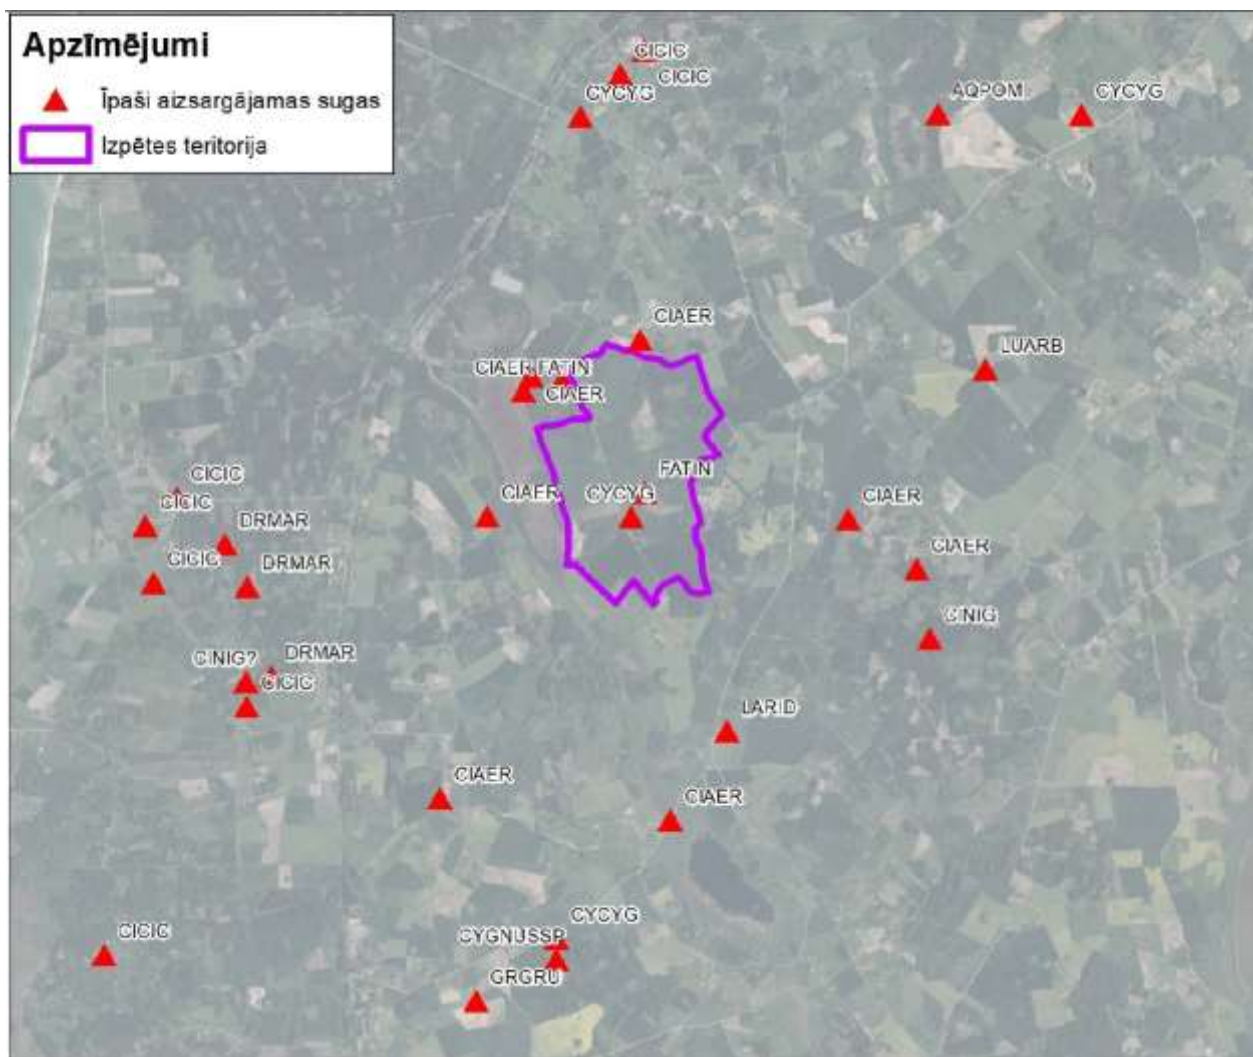 Apzīmējumi
Īpaši aizsargājamas sugas
Izpētes teritorija
CICIC
CICIC
CYCYG
AQPOM
CYCYG
CIAER
LUARB
CIAER
FATIN
CIAER
CICIC
CICIC
DRMAR
CICIC
DRMAR
CIAER
FATIN
CYCYG
CIAER
CIAER
CINIG
CINIG?
DRMAR
CICIC
LARID
CIAER
CIAER
CICIC
CYCYG
CYGNUSSP
GRGRU